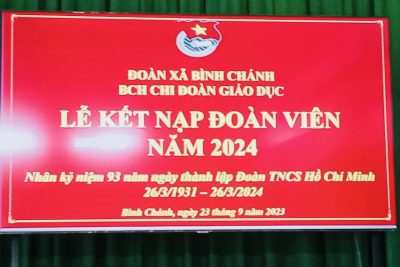 ĐOÀN XÃ BÌNH CHÁNH
BCH CHI ĐOÀN GIÁO DỤC
LỄ KẾT NẠP ĐOÀN VIÊN
NĂM 2024
Nhân kỷ niệm 93 năm ngày thành lập Đoàn TNCS Hồ Chí Minh
26/3/1931 – 26/3/2024
Bình Chánh, ngày 23 tháng 9 năm 2023